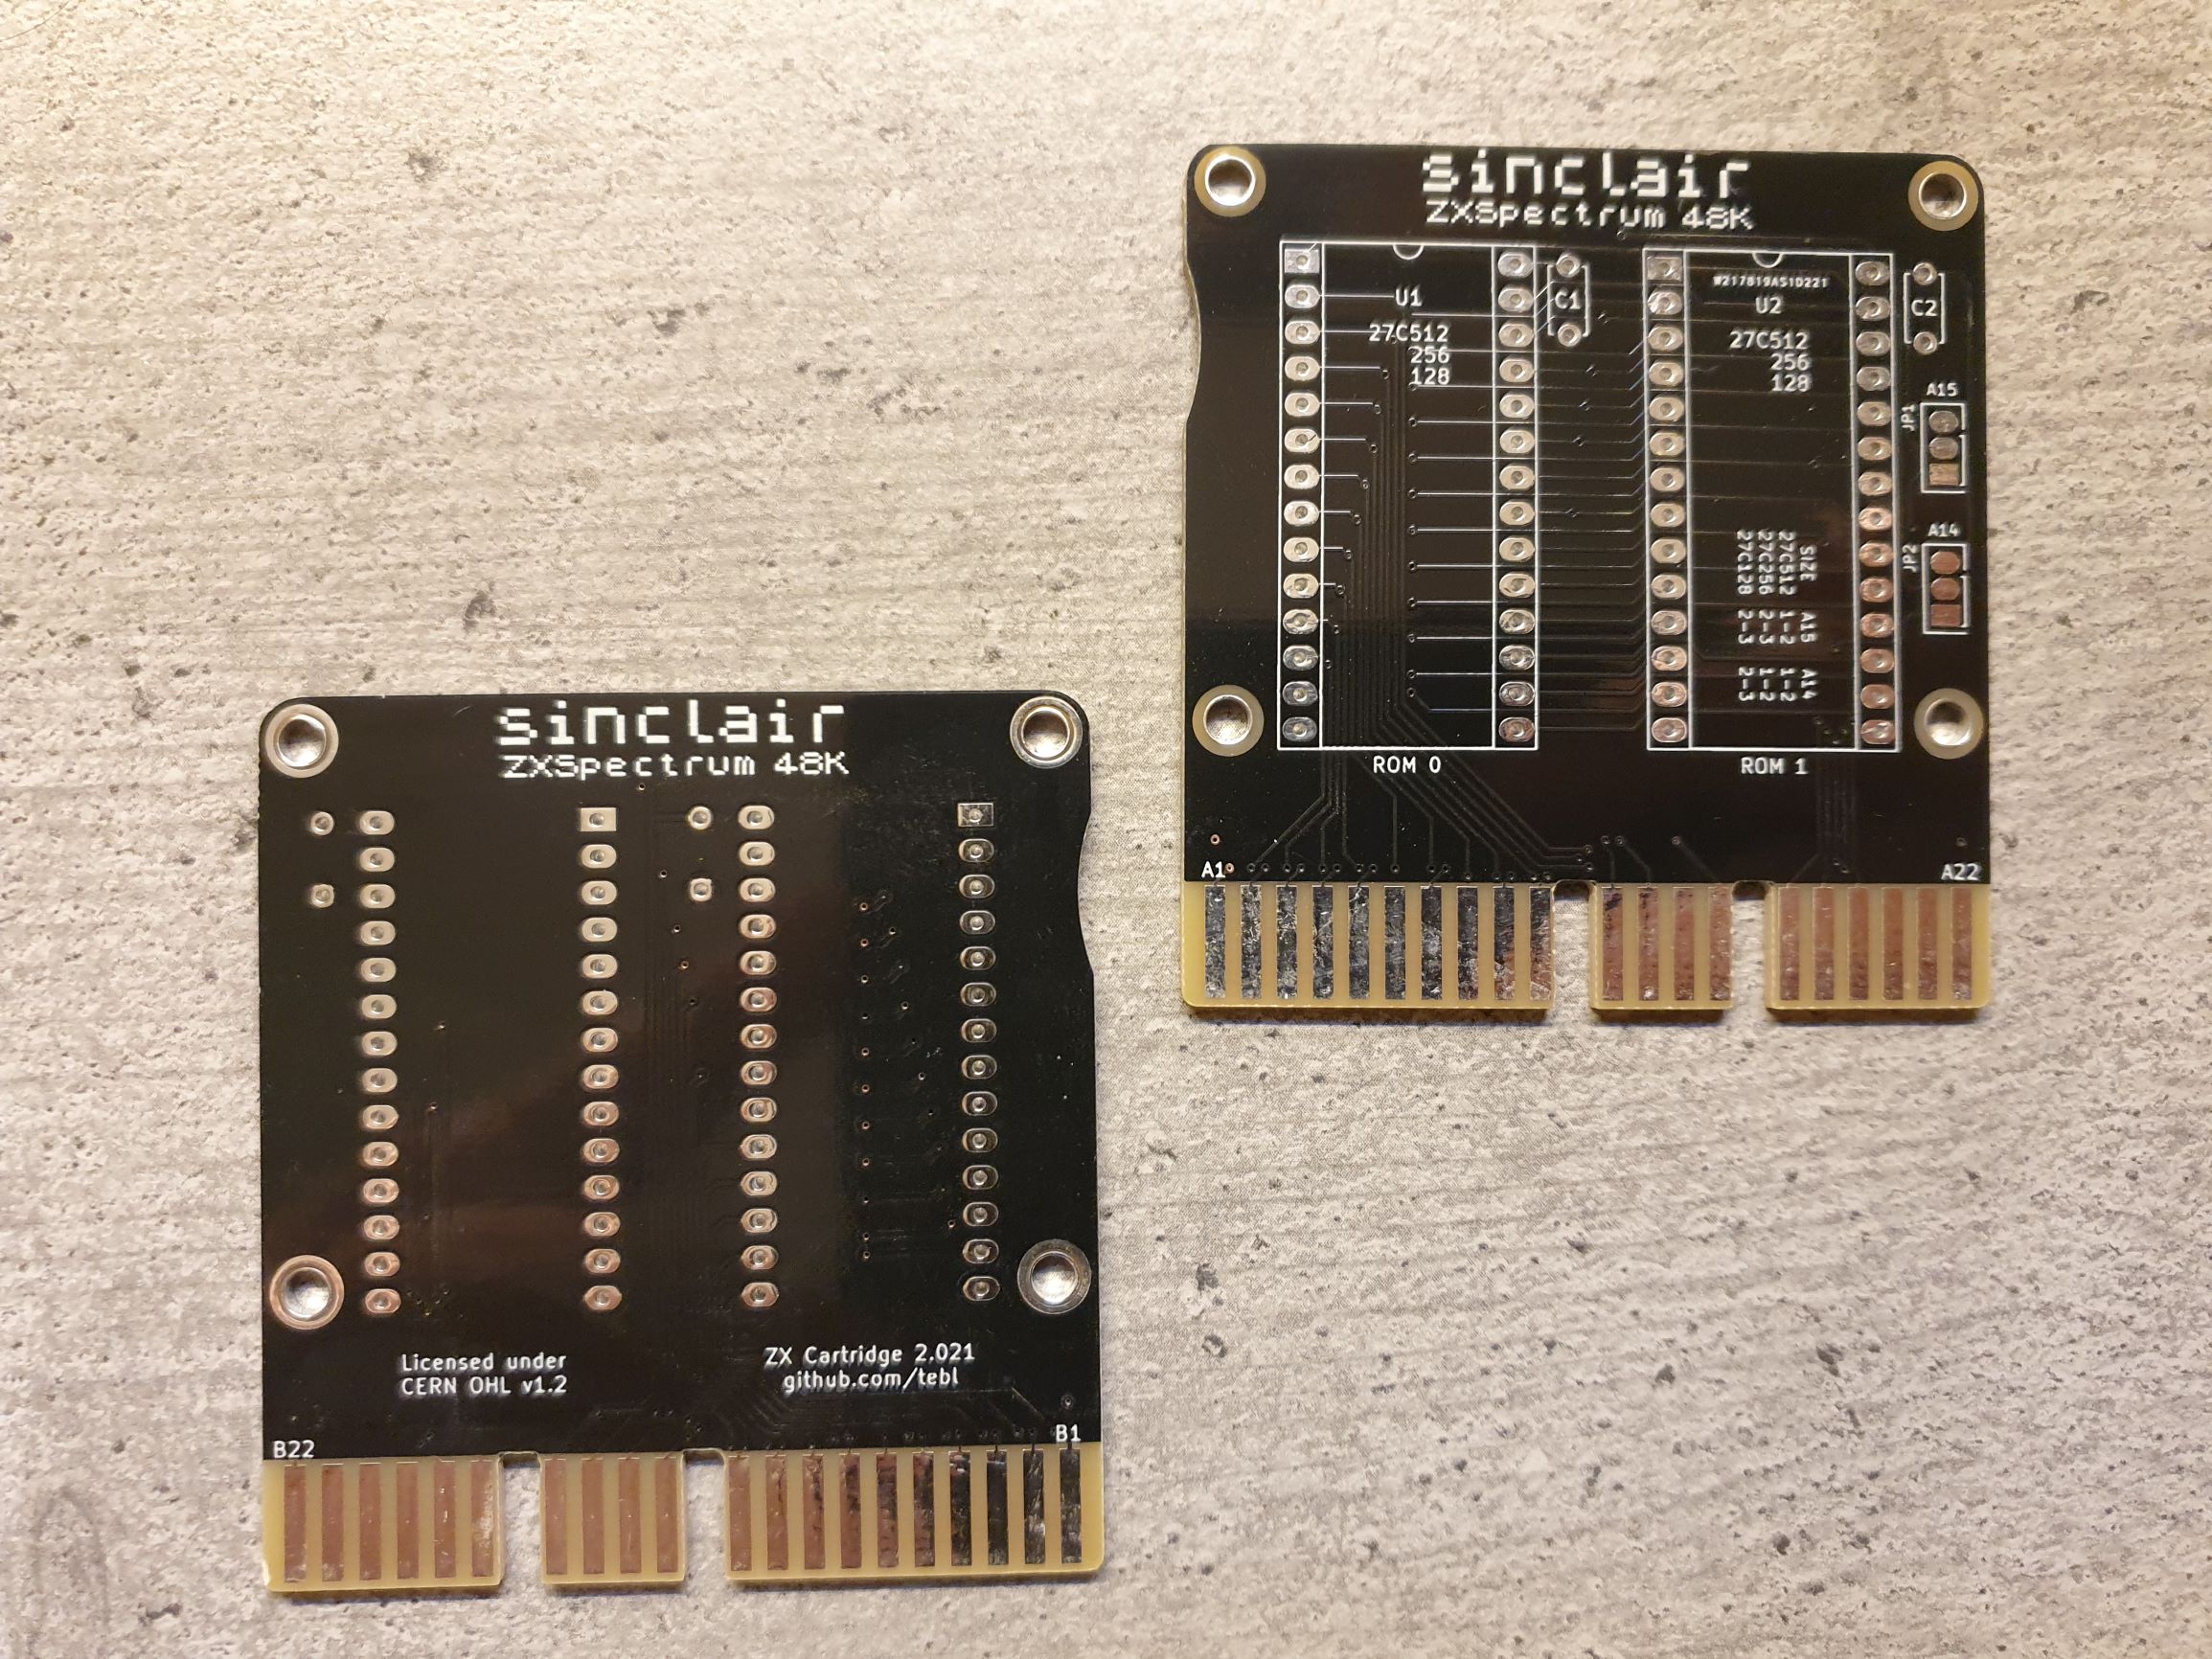 sinclair
ZXSpectrum 48K
U1
27C512
256
128
C1
W217819AS1D221
U2
27C512
256
128
C2
A15
JP1
A14
JP2
SIZE A15 A14
27C512 1-2 1-2
27C256 2-3 1-2
27C128 2-3 2-3
ROM 0
ROM 1
A1
A22
sinclair
ZXSpectrum 48K
Licensed under
CERN OHL v1.2
ZX Cartridge 2.021
github.com/tebl
B22
B1